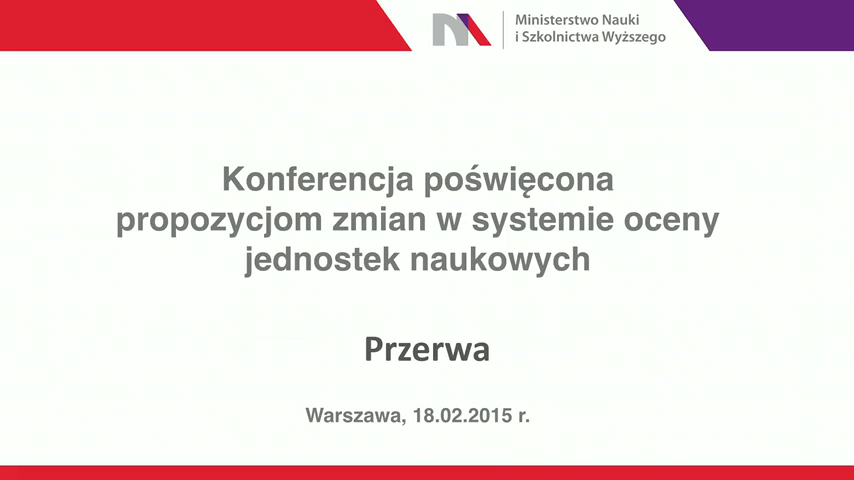 Ministerstwo Nauki
i Szkolnictwa Wyższego
Konferencja poświęcona
propozycjom zmian w systemie oceny
jednostek naukowych
Przerwa
Warszawa, 18.02.2015 r.